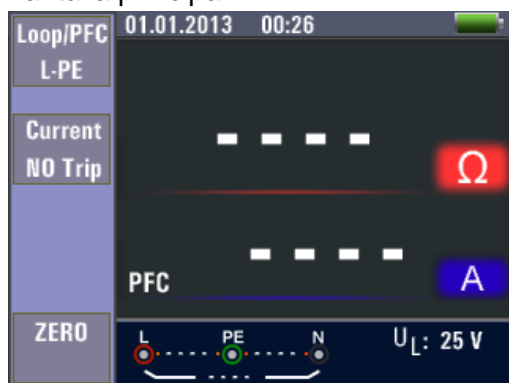 Loop/PFC
L-PE
01.01.2013 00:26
Current
NO Trip
- - - -
Ω
- - - -
PFC
A
ZERO
L PE N
UL: 25 V